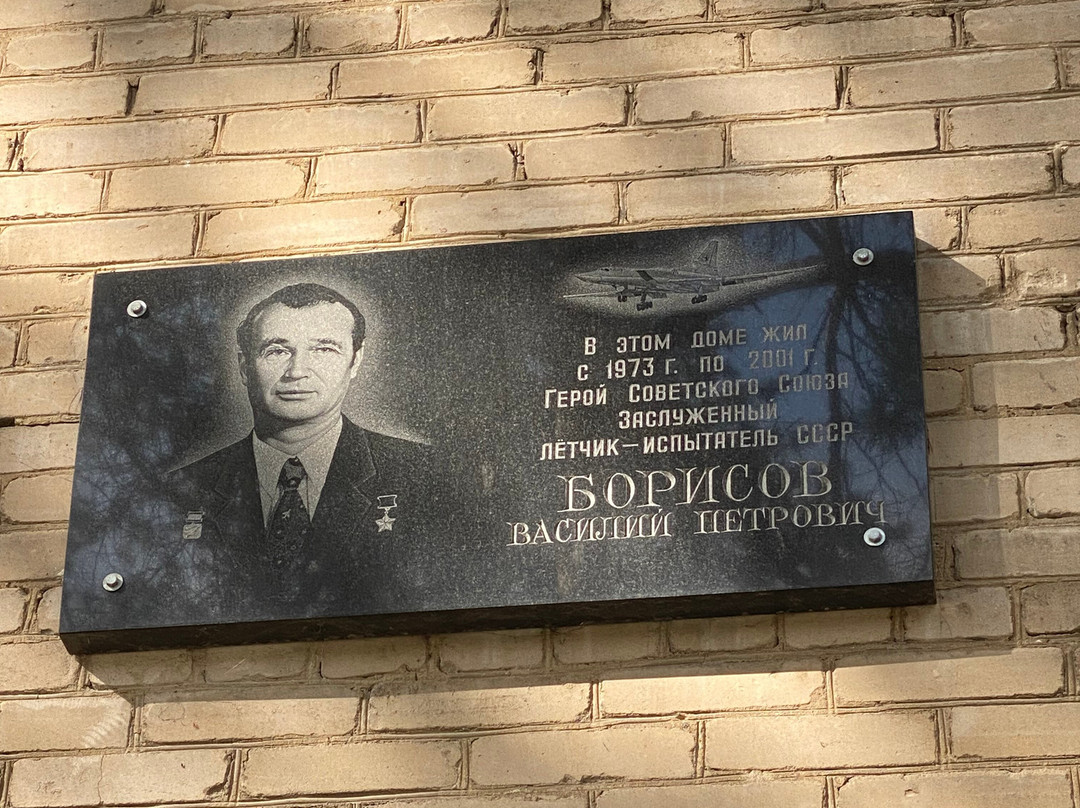 В ЭТОМ ДОМЕ ЖИЛ
С 1973 Г. ПО 2001 Г.
ГЕРОЙ СОВЕТСКОГО СОЮЗА
ЗАСЛУЖЕННЫЙ
ЛЁТЧИК-ИСПЫТАТЕЛЬ СССР
БОРИСОВ
ВАСИЛИЙ ПЕТРОВИЧ